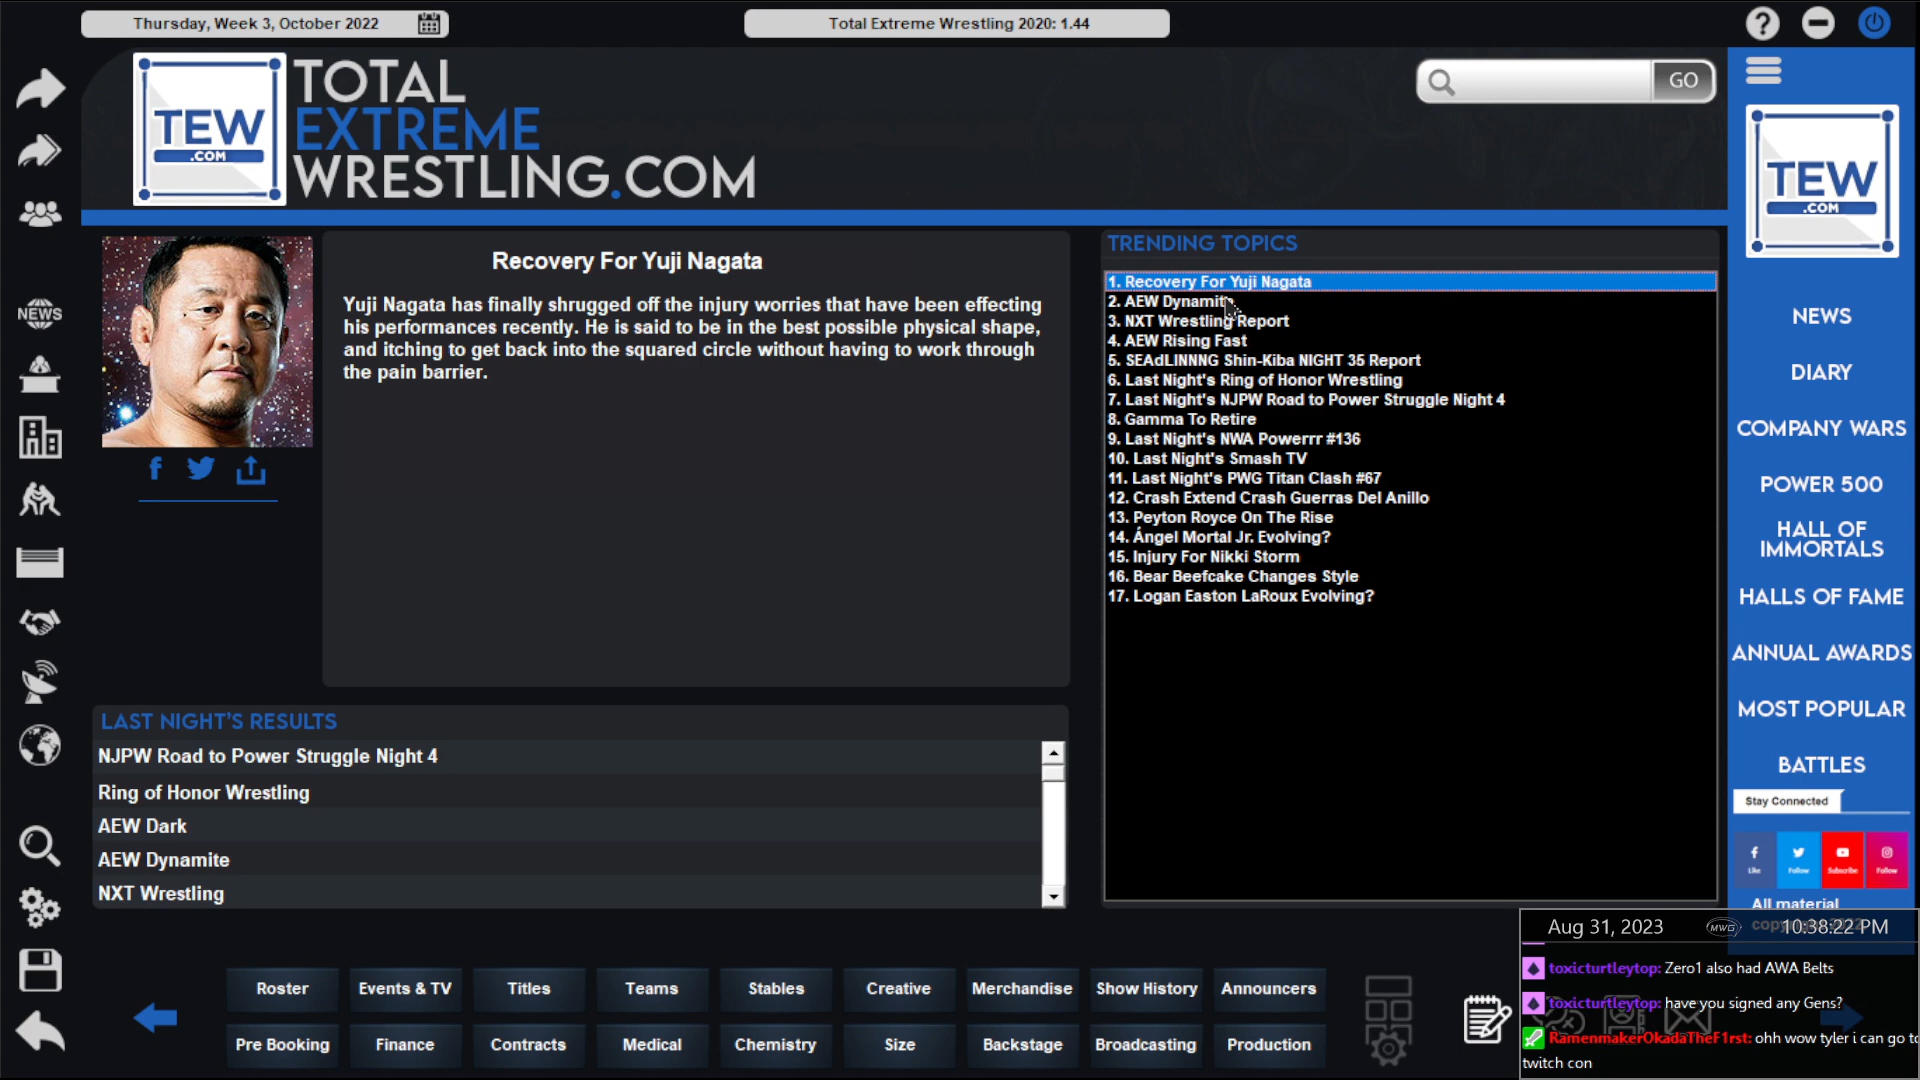 Thursday, Week 3, October 2022
Total Extreme Wrestling 2020: 1.44
?
TEW
.COM
TOTAL
EXTREME
WRESTLING.COM
GO
TEW
.COM
Recovery For Yuji Nagata
Yuji Nagata has finally shrugged off the injury worries that have been effecting
his performances recently. He is said to be in the best possible physical shape,
and itching to get back into the squared circle without having to work through
the pain barrier.
TRENDING TOPICS
1. Recovery For Yuji Nagata
2. AEW Dynamite
3. NXT Wrestling Report
4. AEW Rising Fast
5. SEAdLINNNG Shin-Kiba NIGHT 35 Report
6. Last Night's Ring of Honor Wrestling
7. Last Night's NJPW Road to Power Struggle Night 4
8. Gamma To Retire
9. Last Night's NWA Powerrr #136
10. Last Night's Smash TV
11. Last Night's PWG Titan Clash #67
12. Crash Extend Crash Guerras Del Anillo
13. Peyton Royce On The Rise
14. Ángel Mortal Jr. Evolving?
15. Injury For Nikki Storm
16. Bear Beefcake Changes Style
17. Logan Easton LaRoux Evolving?
NEWS
NEWS
DIARY
COMPANY WARS
POWER 500
HALL OF
IMMORTALS
HALLS OF FAME
ANNUAL AWARDS
MOST POPULAR
BATTLES
Stay Connected
Like
Follow
Subscribe
Follow
All material
LAST NIGHT'S RESULTS
NJPW Road to Power Struggle Night 4
Ring of Honor Wrestling
AEW Dark
AEW Dynamite
NXT Wrestling
Aug 31, 2023
MWG
10:38:22 PM
toxicturtleytop: Zero1 also had AWA Belts
toxicturtleytop: have you signed any Gens?
RamenmakerOkadaTheF1rst: ohh wow tyler i can go to
twitch con
Roster
Events & TV
Titles
Teams
Stables
Creative
Merchandise
Show History
Announcers
Pre Booking
Finance
Contracts
Medical
Chemistry
Size
Backstage
Broadcasting
Production